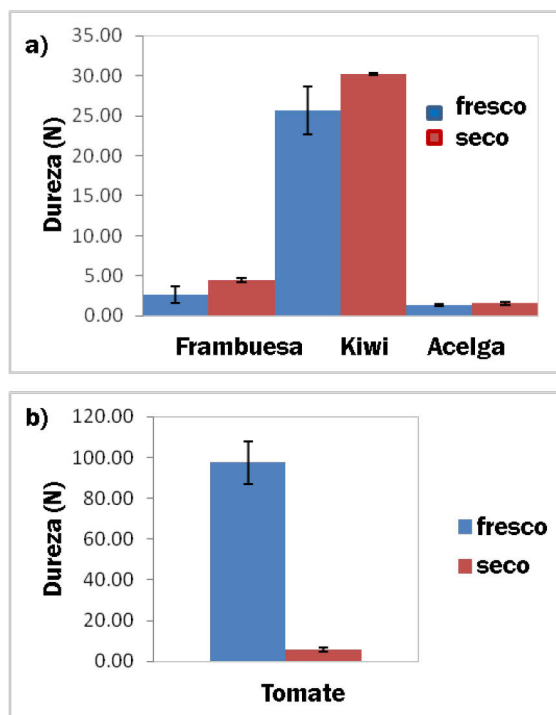 a)
35.00
30.00
25.00
20.00
15.00
10.00
5.00
0.00
Dureza (N)
fresco
seco
Frambuesa Kiwi Acelga
b)
120.00
100.00
80.00
60.00
40.00
20.00
0.00
Dureza (N)
fresco
seco
Tomate